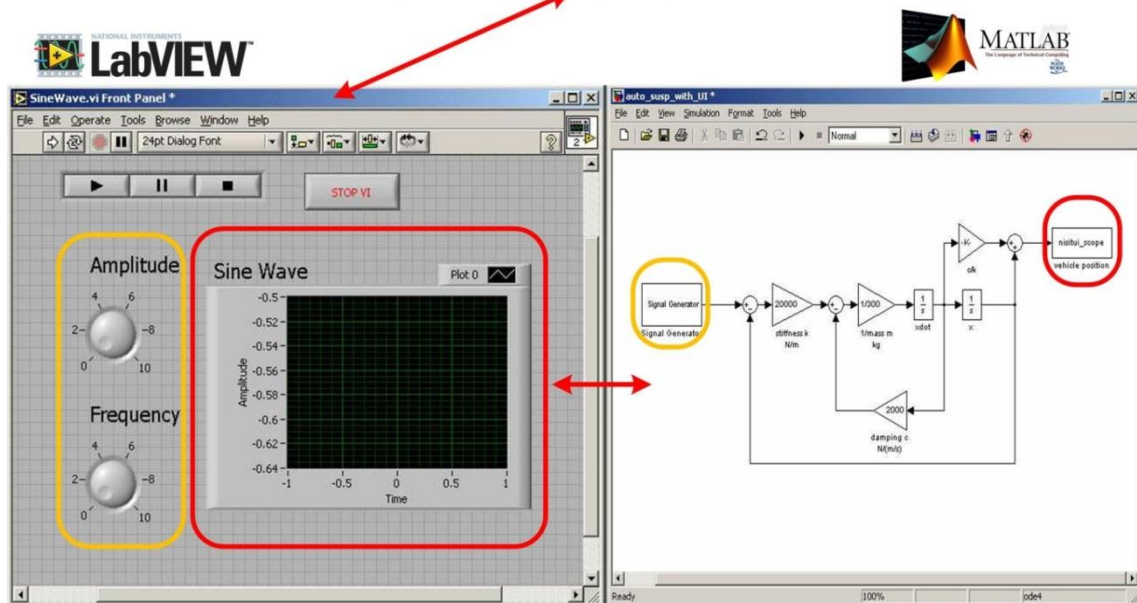 NATIONAL INSTRUMENTS
LabVIEW™
MATLAB
The Language of Technical Computing
SineWave.vi Front Panel *
File Edit Operate Tools Browse Window Help
24pt Dialog Font
2
STOP VI
Amplitude
4 6
2 8
0 10
Frequency
4 6
2 8
0 10
Sine Wave
Plot 0
Amplitude
-0.5
-0.52
-0.54
-0.56
-0.58
-0.6
-0.62
-0.64
-1 -0.5 0 0.5 1
Time
auto_susp_with_UI *
File Edit View Simulation Format Tools Help
Normal
Signal Generator
Signal Generator
20000
stiffness k
N/m
1/300
1/mass m
kg
1
s
xdot
1
s
x
-K-
c/k
nisitui_scope
vehicle position
2000
damping c
N/(m/s)
Ready 100% ode4